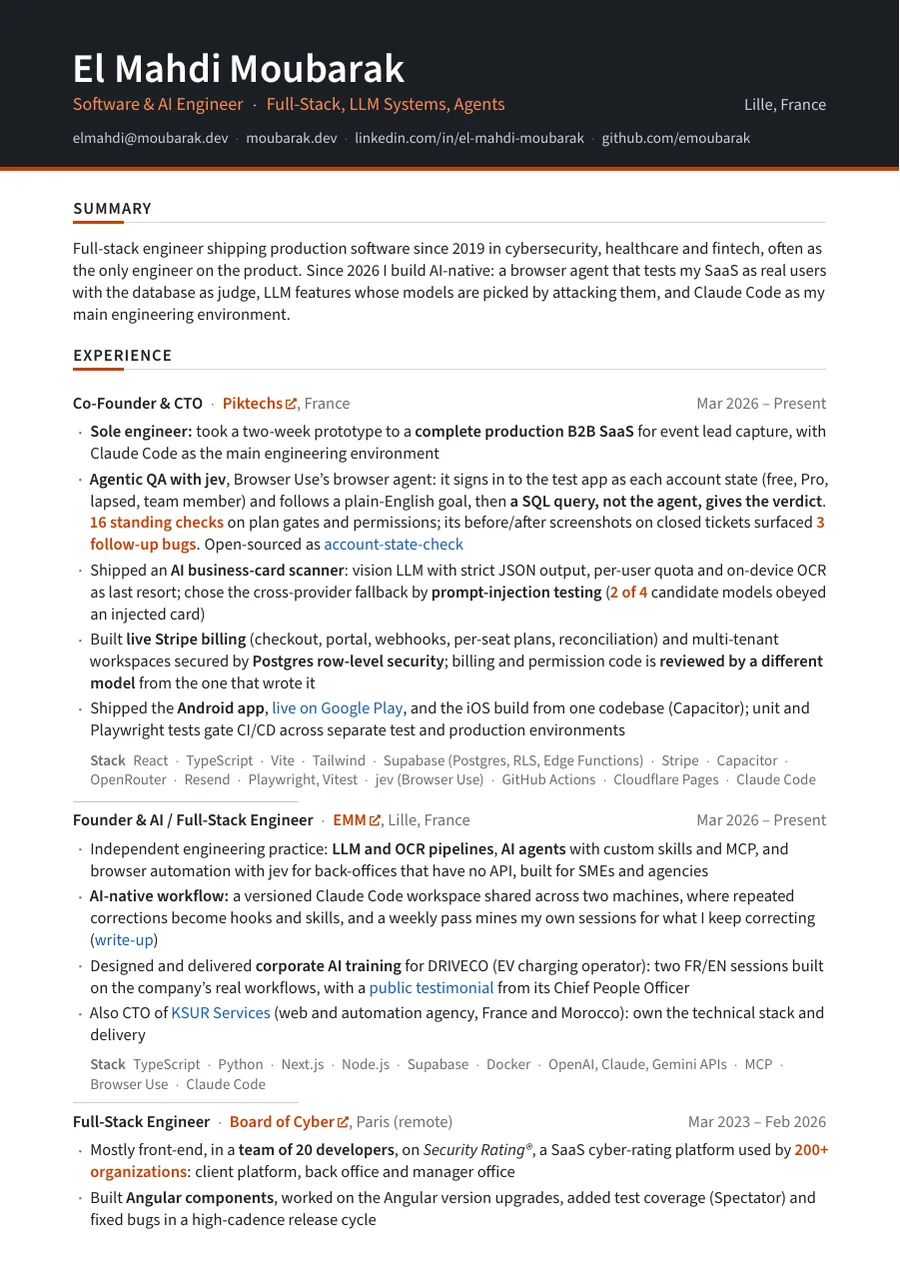 El Mahdi Moubarak
Software & AI Engineer · Full-Stack, LLM Systems, Agents
Lille, France
elmahdi@moubarak.dev · moubarak.dev · linkedin.com/in/el-mahdi-moubarak · github.com/emoubarak
SUMMARY
Full-stack engineer shipping production software since 2019 in cybersecurity, healthcare and fintech, often as
the only engineer on the product. Since 2026 I build AI-native: a browser agent that tests my SaaS as real users
with the database as judge, LLM features whose models are picked by attacking them, and Claude Code as my
main engineering environment.
EXPERIENCE
Co-Founder & CTO · Piktechs, France Mar 2026 – Present
· Sole engineer: took a two-week prototype to a complete production B2B SaaS for event lead capture, with
Claude Code as the main engineering environment
· Agentic QA with jev, Browser Use’s browser agent: it signs in to the test app as each account state (free, Pro,
lapsed, team member) and follows a plain-English goal, then a SQL query, not the agent, gives the verdict.
16 standing checks on plan gates and permissions; its before/after screenshots on closed tickets surfaced 3
follow-up bugs. Open-sourced as account-state-check
· Shipped an AI business-card scanner: vision LLM with strict JSON output, per-user quota and on-device OCR
as last resort; chose the cross-provider fallback by prompt-injection testing (2 of 4 candidate models obeyed
an injected card)
· Built live Stripe billing (checkout, portal, webhooks, per-seat plans, reconciliation) and multi-tenant
workspaces secured by Postgres row-level security; billing and permission code is reviewed by a different
model from the one that wrote it
· Shipped the Android app, live on Google Play, and the iOS build from one codebase (Capacitor); unit and
Playwright tests gate CI/CD across separate test and production environments
Stack React · TypeScript · Vite · Tailwind · Supabase (Postgres, RLS, Edge Functions) · Stripe · Capacitor ·
OpenRouter · Resend · Playwright, Vitest · jev (Browser Use) · GitHub Actions · Cloudflare Pages · Claude Code
Founder & AI / Full-Stack Engineer · EMM, Lille, France Mar 2026 – Present
· Independent engineering practice: LLM and OCR pipelines, AI agents with custom skills and MCP, and
browser automation with jev for back-offices that have no API, built for SMEs and agencies
· AI-native workflow: a versioned Claude Code workspace shared across two machines, where repeated
corrections become hooks and skills, and a weekly pass mines my own sessions for what I keep correcting
(write-up)
· Designed and delivered corporate AI training for DRIVECO (EV charging operator): two FR/EN sessions built
on the company’s real workflows, with a public testimonial from its Chief People Officer
· Also CTO of KSUR Services (web and automation agency, France and Morocco): own the technical stack and
delivery
Stack TypeScript · Python · Next.js · Node.js · Supabase · Docker · OpenAI, Claude, Gemini APIs · MCP ·
Browser Use · Claude Code
Full-Stack Engineer · Board of Cyber, Paris (remote) Mar 2023 – Feb 2026
· Mostly front-end, in a team of 20 developers, on Security Rating®, a SaaS cyber-rating platform used by 200+
organizations: client platform, back office and manager office
· Built Angular components, worked on the Angular version upgrades, added test coverage (Spectator) and
fixed bugs in a high-cadence release cycle